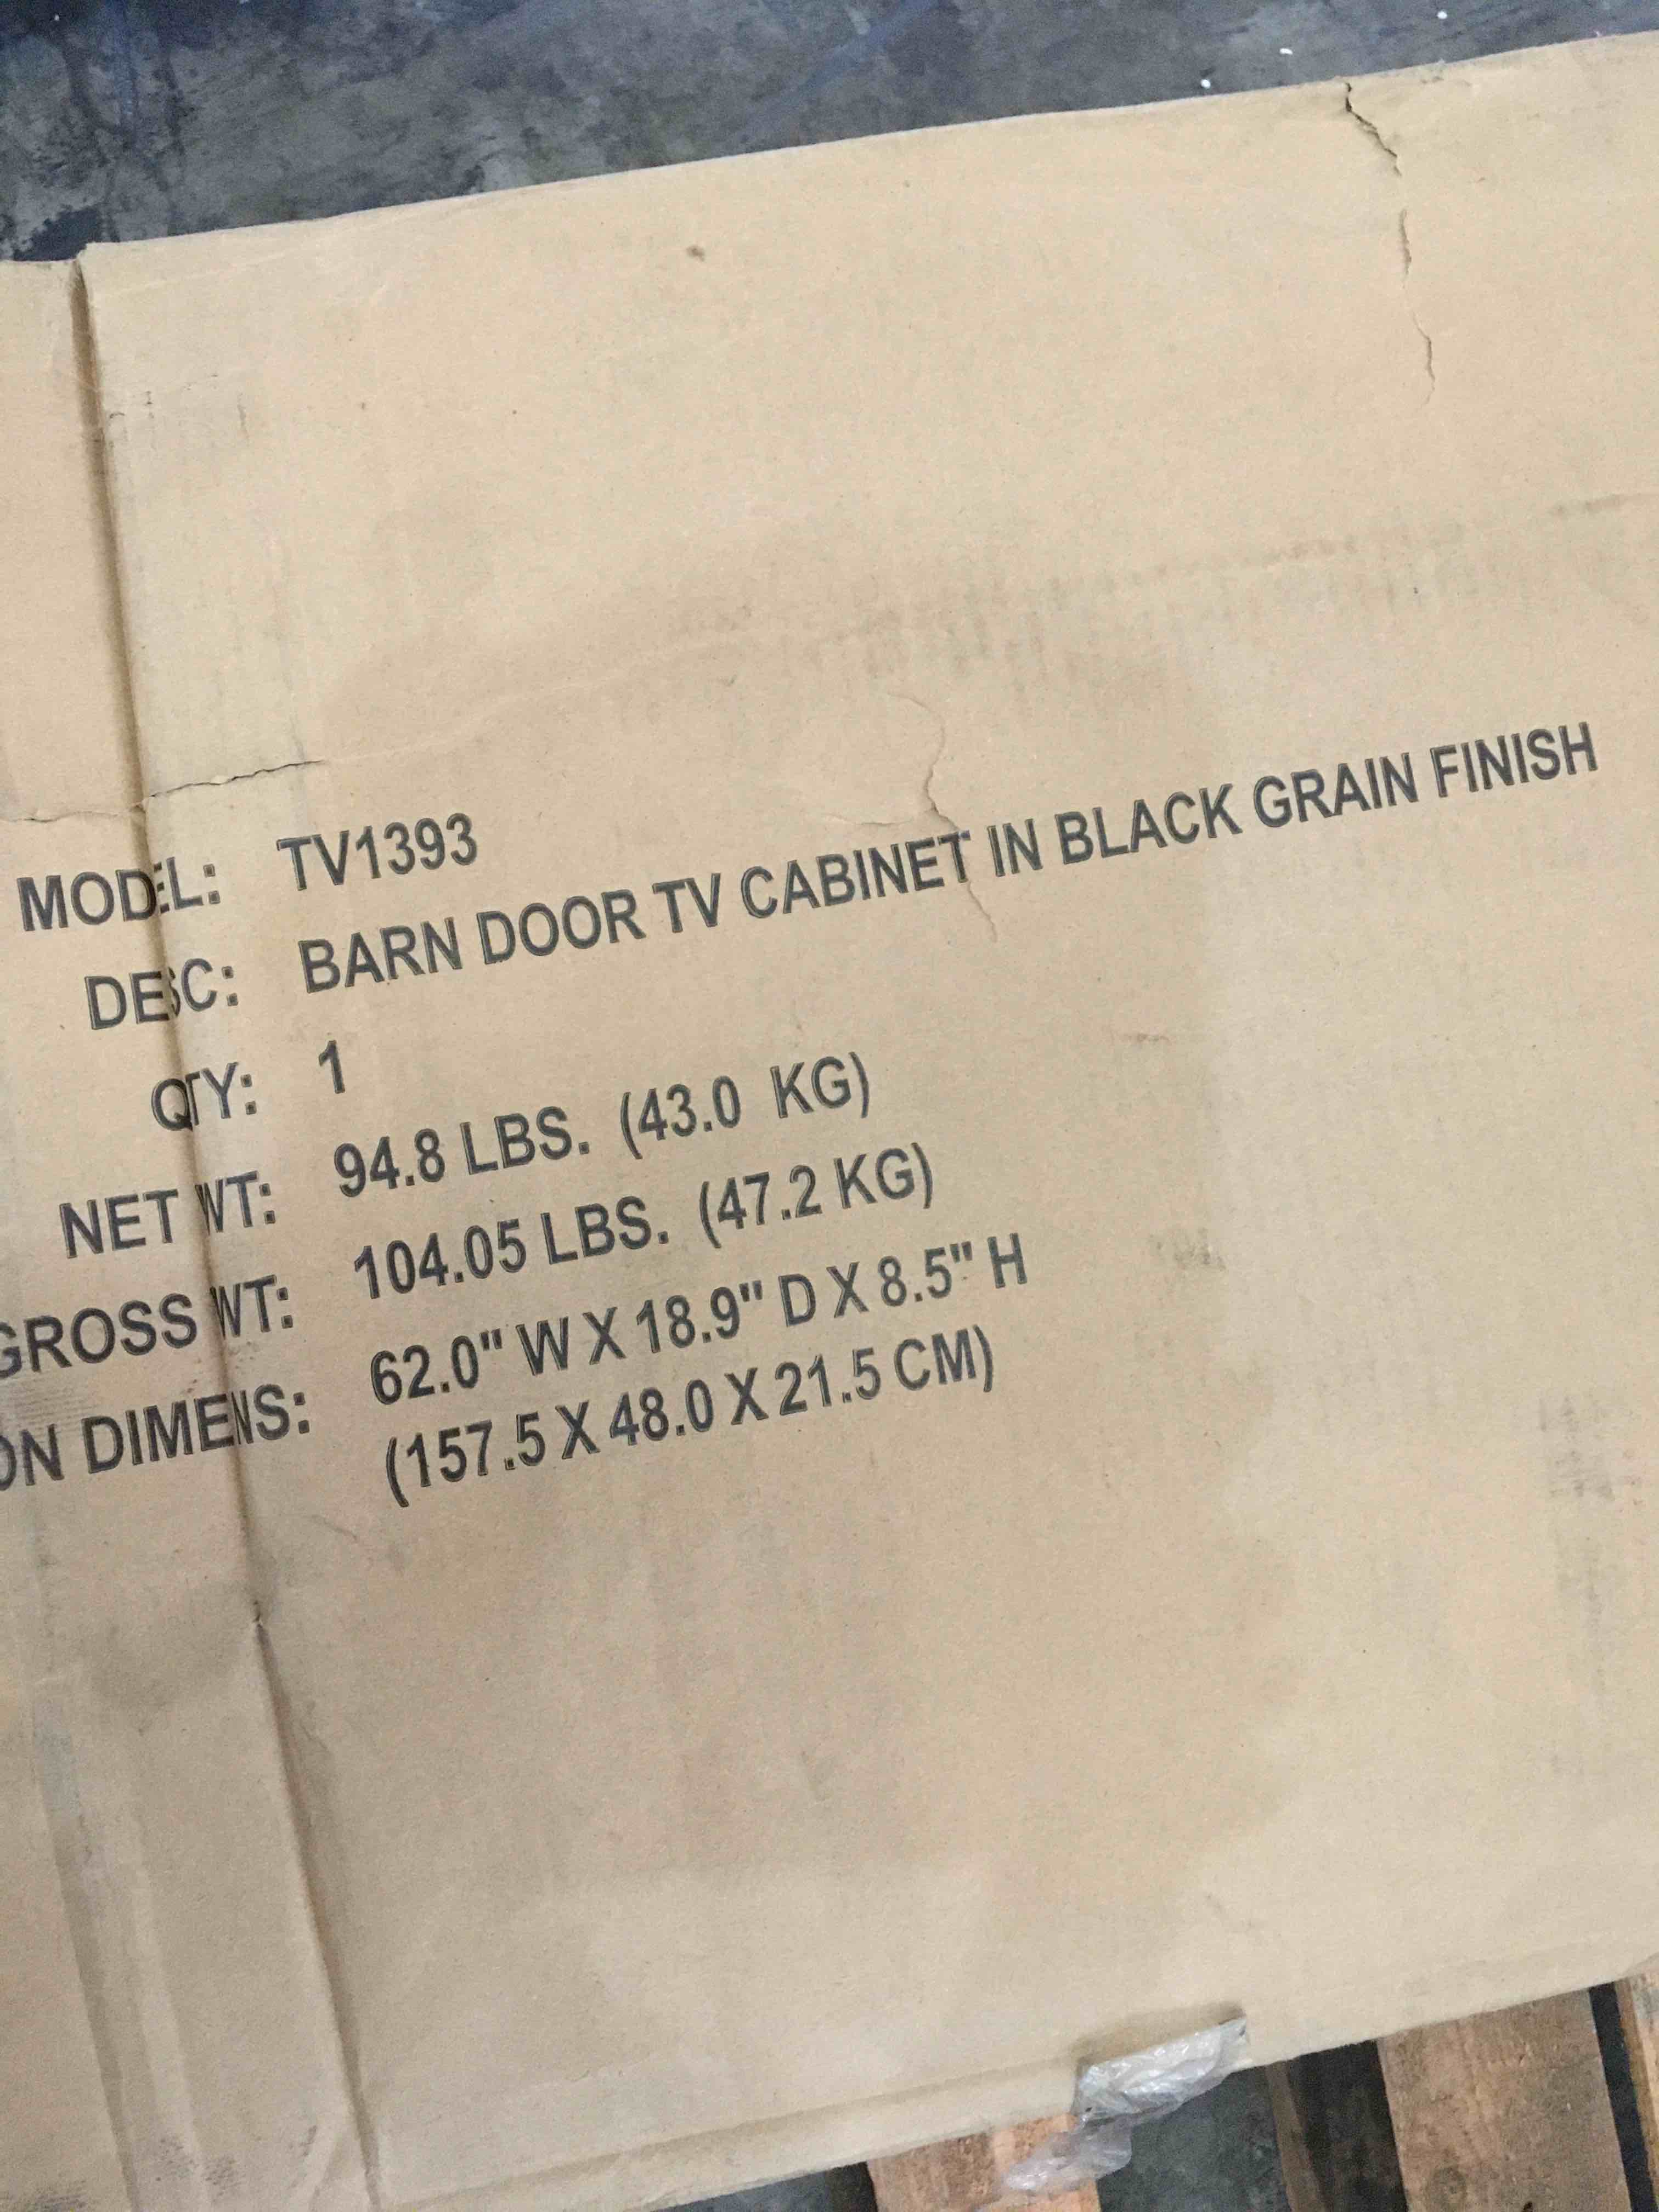 MODEL: TV1393
DESC: BARN DOOR TV CABINET IN BLACK GRAIN FINISH
QTY: 1
NET WT: 94.8 LBS. (43.0 KG)
GROSS WT: 104.05 LBS. (47.2 KG)
ON DIMENS: 62.0" W X 18.9" D X 8.5" H
(157.5 X 48.0 X 21.5 CM)